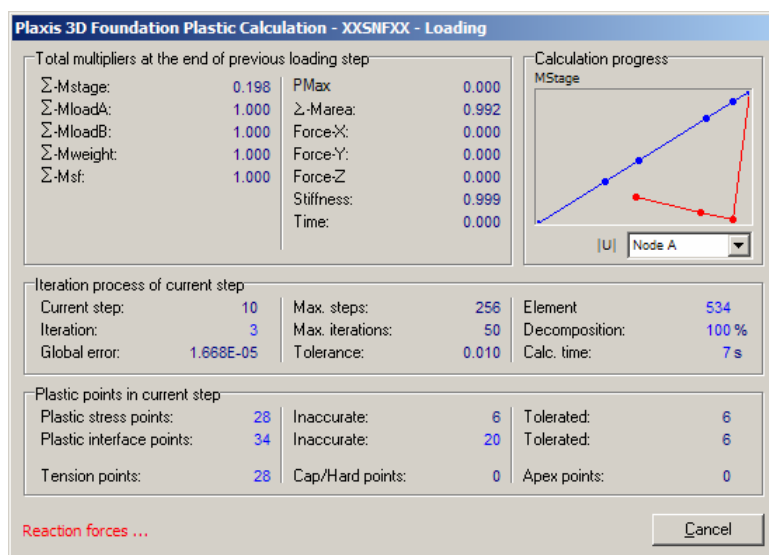 Plaxis 3D Foundation Plastic Calculation - XXSNFXX - Loading
Total multipliers at the end of previous loading step
Σ-Mstage: 0.198 PMax 0.000
Σ-MloadA: 1.000 Σ-Marea: 0.992
Σ-MloadB: 1.000 Force-X: 0.000
Σ-Mweight: 1.000 Force-Y: 0.000
Σ-Msf: 1.000 Force-Z 0.000
Stiffness: 0.999
Time: 0.000
Calculation progress
MStage
|U| Node A
Iteration process of current step
Current step: 10 Max. steps: 256 Element 534
Iteration: 3 Max. iterations: 50 Decomposition: 100 %
Global error: 1.668E-05 Tolerance: 0.010 Calc. time: 7 s
Plastic points in current step
Plastic stress points: 28 Inaccurate: 6 Tolerated: 6
Plastic interface points: 34 Inaccurate: 20 Tolerated: 6
Tension points: 28 Cap/Hard points: 0 Apex points: 0
Reaction forces ... Cancel